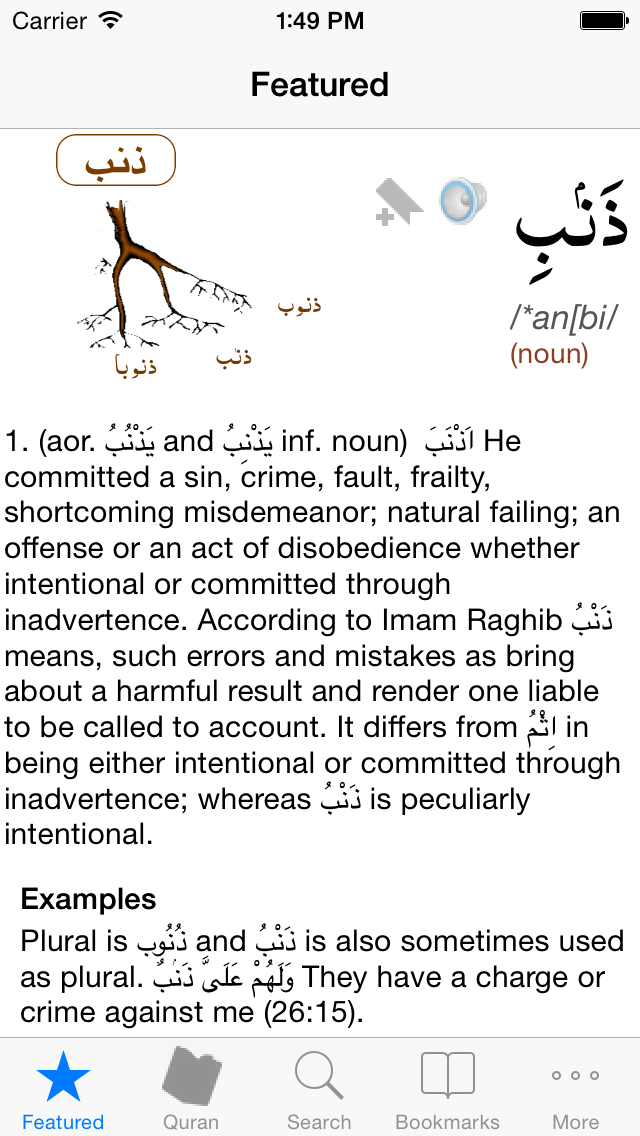 Carrier 1:49 PM
Featured
ذنب
ذَنۢبِ
ذنوب
ذنب
ذنوبا
/*an[bi/
(noun)
1. (aor. يَذْنُبُ and يَذْنِبُ inf. noun) اَذْنَبَ He
committed a sin, crime, fault, frailty,
shortcoming misdemeanor; natural failing; an
offense or an act of disobedience whether
intentional or committed through
inadvertence. According to Imam Raghib ذَنْبُ
means, such errors and mistakes as bring
about a harmful result and render one liable
to be called to account. It differs from اِثْمُ in
being either intentional or committed through
inadvertence; whereas ذَنْبُ is peculiarly
intentional.
Examples
Plural is ذُنُوب and ذَنْبُ is also sometimes used
as plural. وَلَهُمْ عَلَىَّ ذَنۢبٌ They have a charge or
crime against me (26:15).
Featured Quran Search Bookmarks More